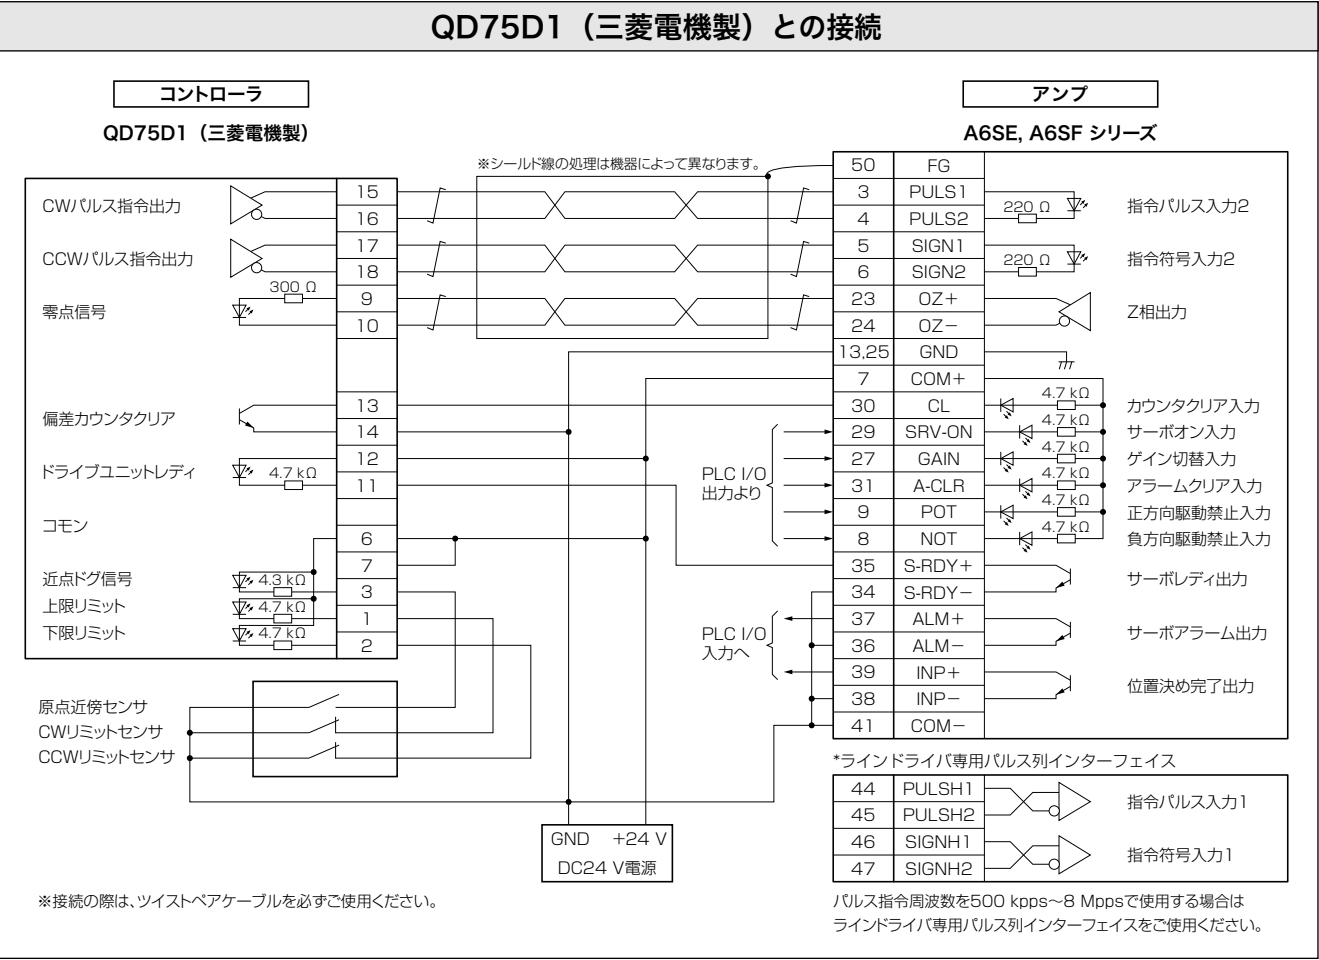 QD75D1（三菱電機製）との接続
コントローラ
QD75D1（三菱電機製）
アンプ
A6SE, A6SF シリーズ
※シールド線の処理は機器によって異なります。
CWパルス指令出力
15
16
CCWパルス指令出力
17
18
零点信号
300 Ω
9
10
偏差カウンタクリア
13
14
ドライブユニットレディ
4.7 kΩ
12
11
コモン
6
7
近点ドグ信号
4.3 kΩ
3
上限リミット
4.7 kΩ
1
下限リミット
4.7 kΩ
2
原点近傍センサ
CWリミットセンサ
CCWリミットセンサ
GND +24 V
DC24 V電源
PLC I/O
出力より
PLC I/O
入力へ
50 FG
3 PULS1
4 PULS2
220 Ω
指令パルス入力2
5 SIGN1
6 SIGN2
220 Ω
指令符号入力2
23 OZ+
24 OZ−
Z相出力
13,25 GND
7 COM+
30 CL 4.7 kΩ カウンタクリア入力
29 SRV-ON 4.7 kΩ サーボオン入力
27 GAIN 4.7 kΩ ゲイン切替入力
31 A-CLR 4.7 kΩ アラームクリア入力
9 POT 4.7 kΩ 正方向駆動禁止入力
8 NOT 4.7 kΩ 負方向駆動禁止入力
35 S-RDY+
34 S-RDY−
サーボレディ出力
37 ALM+
36 ALM−
サーボアラーム出力
39 INP+
38 INP−
位置決め完了出力
41 COM−
*ラインドライバ専用パルス列インターフェイス
44 PULSH1
45 PULSH2
指令パルス入力1
46 SIGNH1
47 SIGNH2
指令符号入力1
※接続の際は、ツイストペアケーブルを必ずご使用ください。
パルス指令周波数を500 kpps〜8 Mppsで使用する場合は
ラインドライバ専用パルス列インターフェイスをご使用ください。